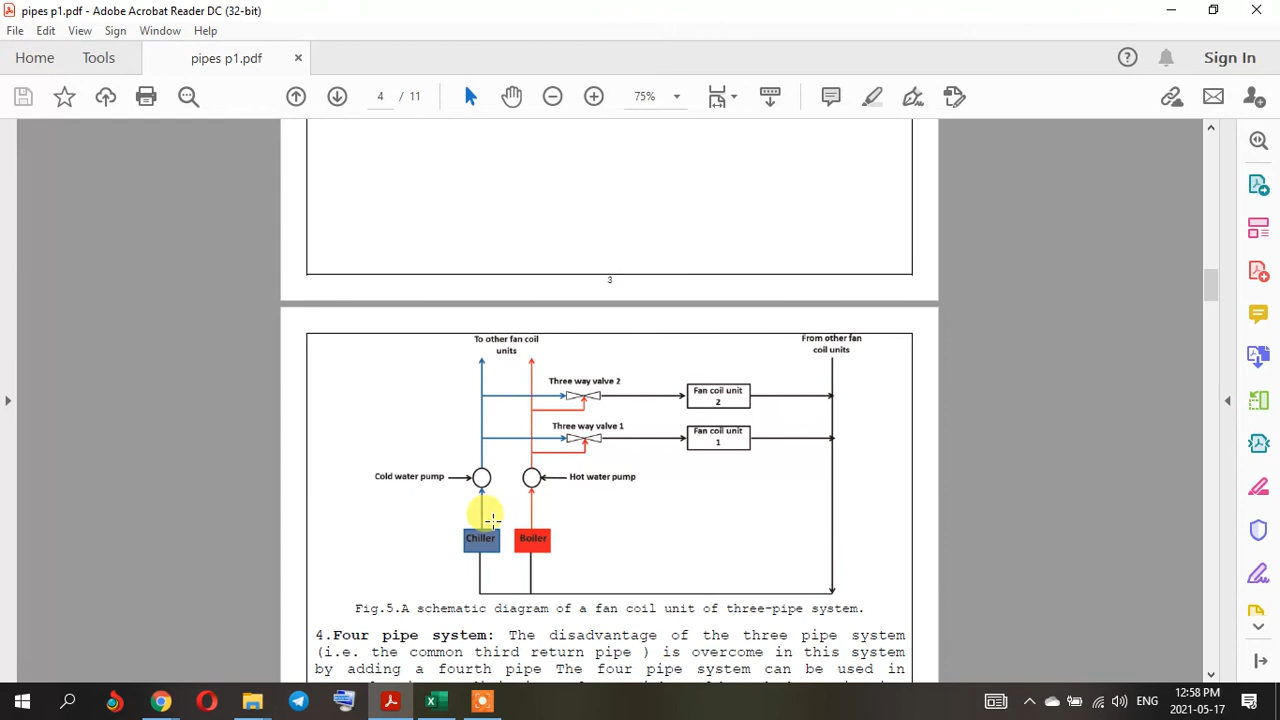 pipes p1.pdf - Adobe Acrobat Reader DC (32-bit)
File Edit View Sign Window Help
Home Tools pipes p1.pdf × Sign In
4 / 11 75%
3
To other fan coil
units
From other fan
coil units
Three way valve 2
Fan coil unit
2
Three way valve 1
Fan coil unit
1
Cold water pump
Hot water pump
Chiller
Boiler
Fig.5.A schematic diagram of a fan coil unit of three-pipe system.
4.Four pipe system: The disadvantage of the three pipe system
(i.e. the common third return pipe ) is overcome in this system
by adding a fourth pipe The four pipe system can be used in
ENG
12:58 PM
2021-05-17